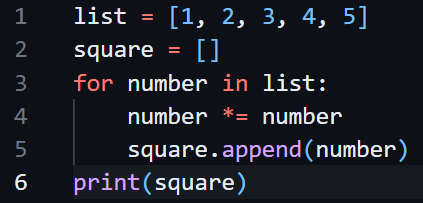 1 list = [1, 2, 3, 4, 5]
2 square = []
3 for number in list:
4     number *= number
5     square.append(number)
6 print(square)